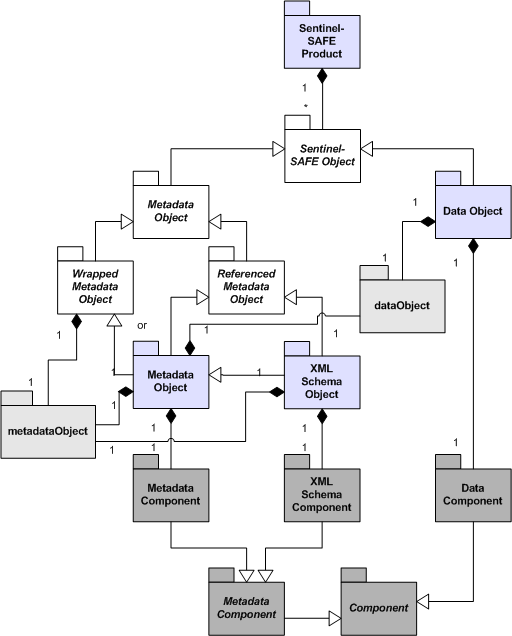 Sentinel-
SAFE
Product
1
*
Sentinel-
SAFE Object
Metadata
Object
Data Object
1
1
1
Wrapped
Metadata
Object
Referenced
Metadata
Object
dataObject
1
or
1
1
Metadata
Object
XML
Schema
Object
1
1
1
1
metadataObject
1
1
1
1
1
1
Metadata
Component
XML
Schema
Component
Data
Component
Metadata
Component
Component